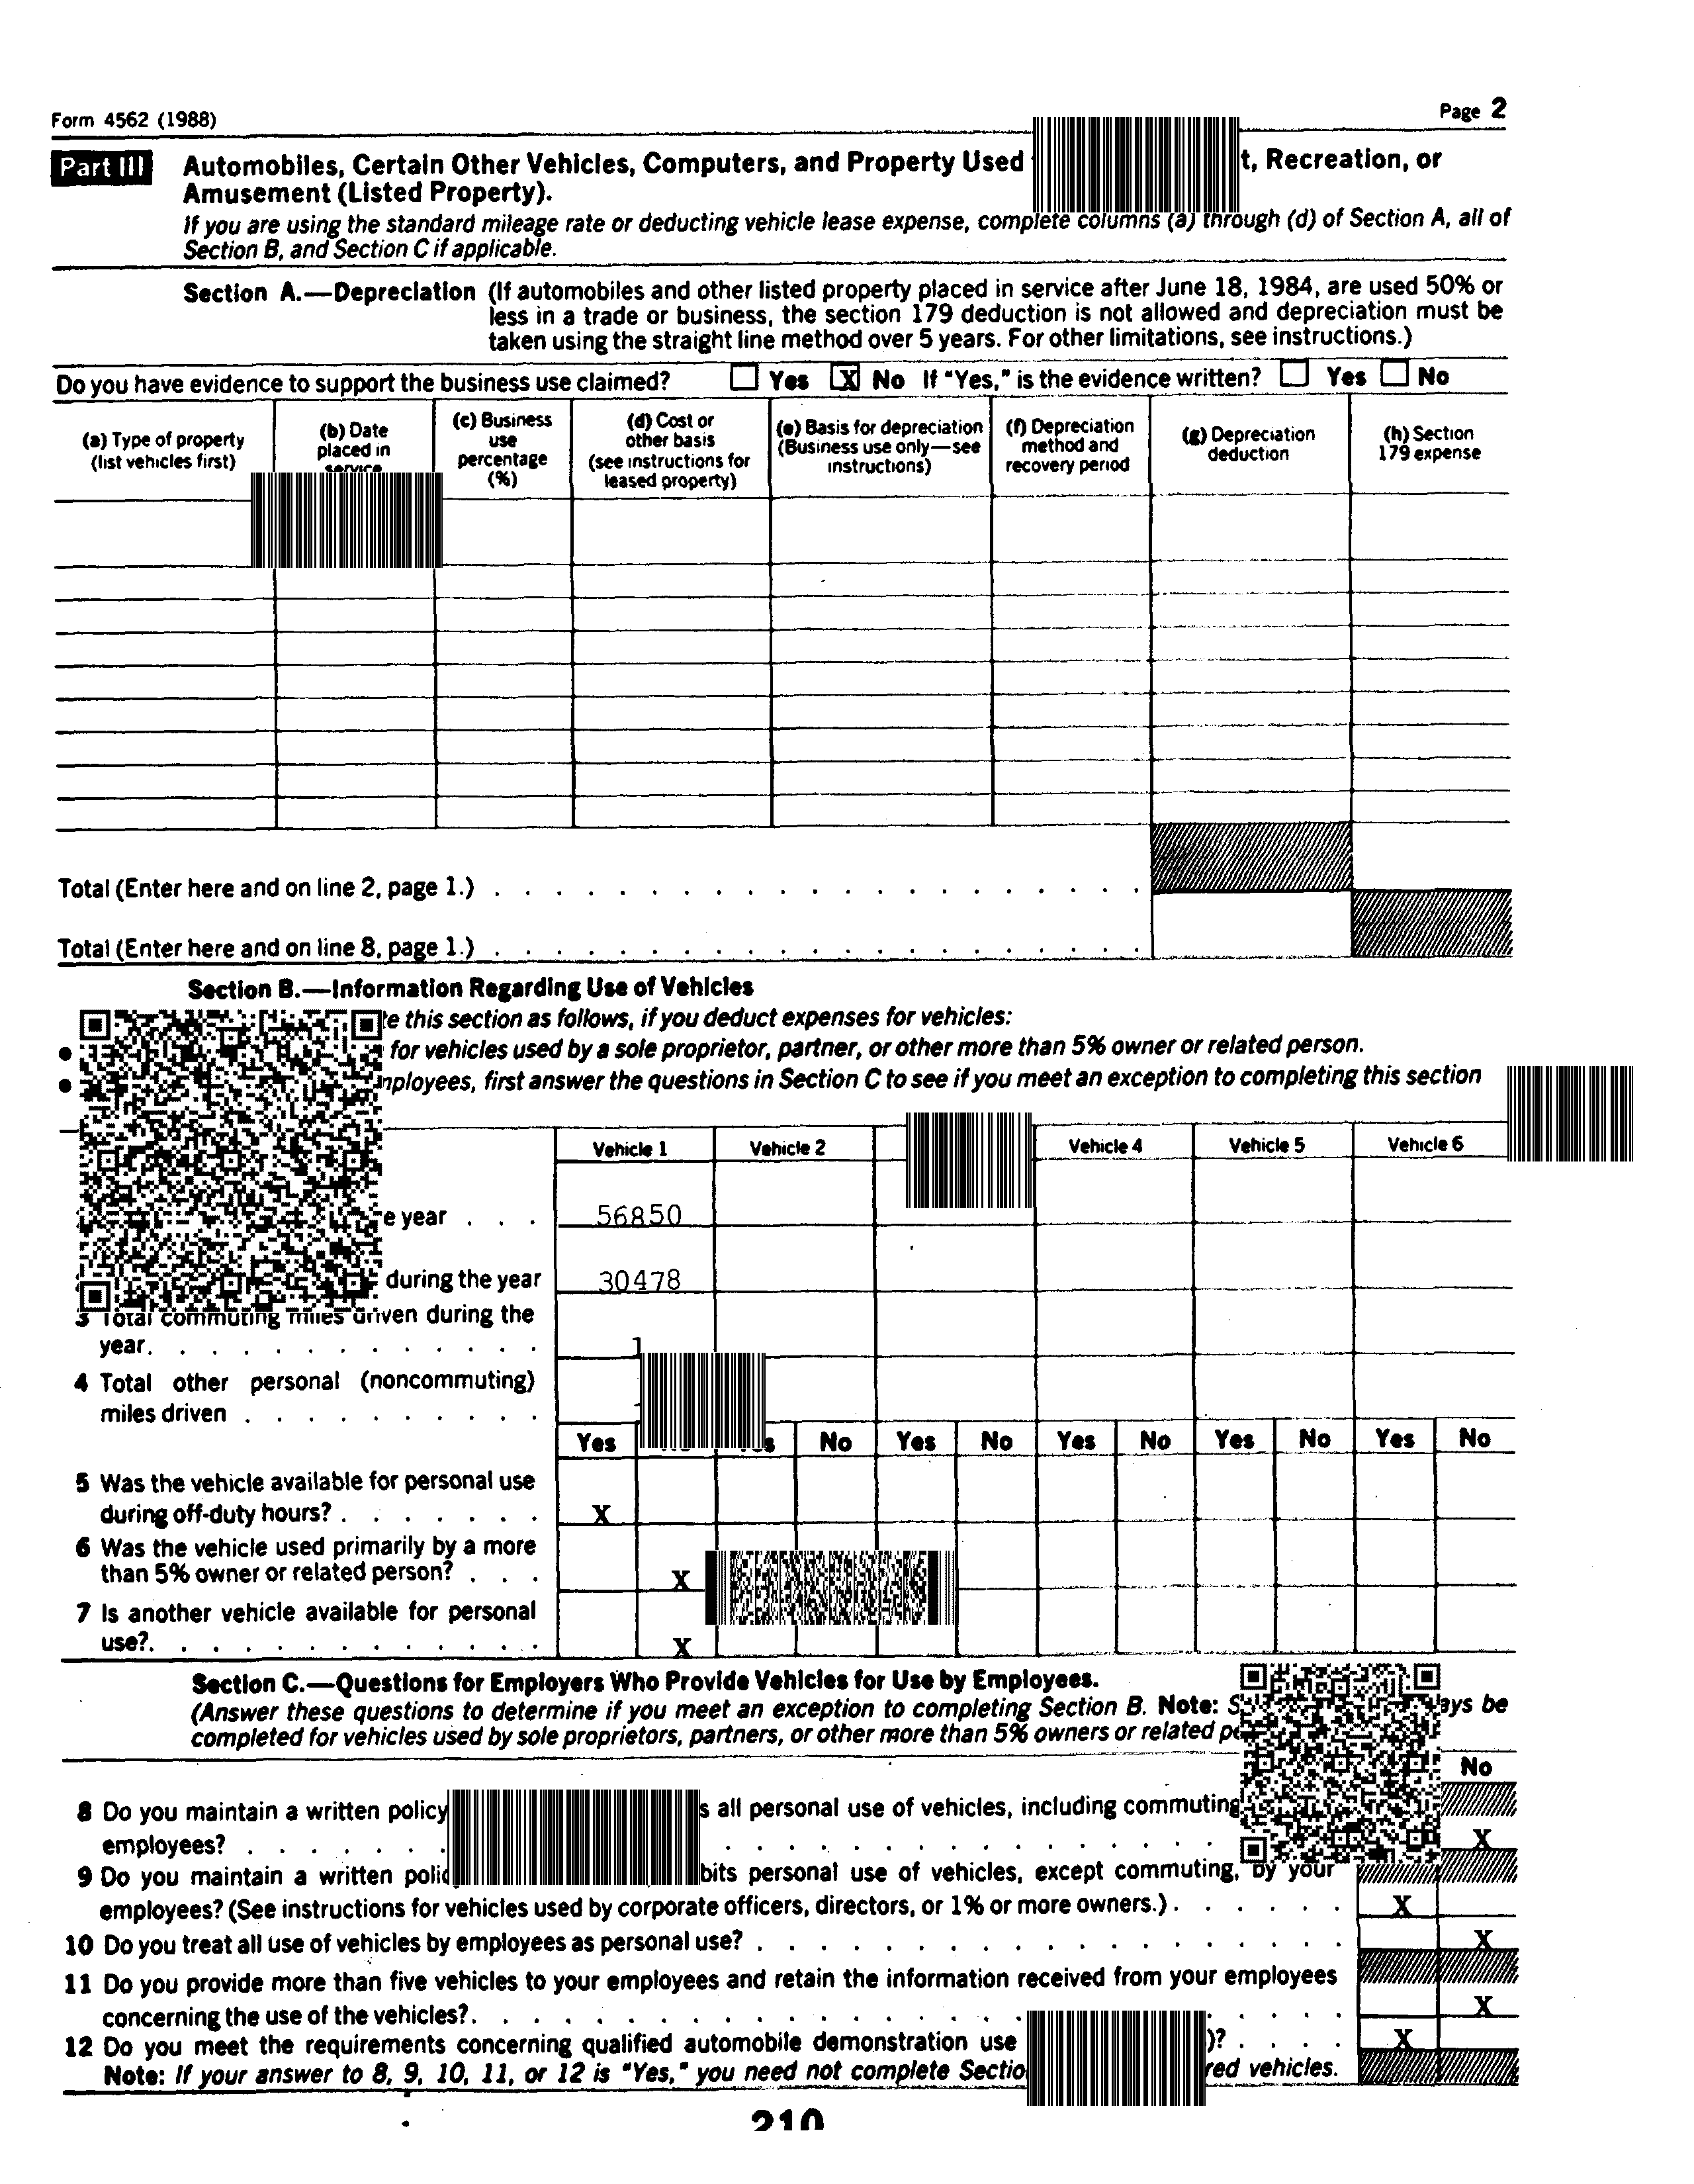 Form 4562 (1988)
Page 2
Part III Automobiles, Certain Other Vehicles, Computers, and Property Used t, Recreation, or
Amusement (Listed Property).
If you are using the standard mileage rate or deducting vehicle lease expense, complete columns (a) through (d) of Section A, all of
Section B, and Section C if applicable.
Section A.—Depreciation (If automobiles and other listed property placed in service after June 18, 1984, are used 50% or
less in a trade or business, the section 179 deduction is not allowed and depreciation must be
taken using the straight line method over 5 years. For other limitations, see instructions.)
Do you have evidence to support the business use claimed? Yes X No If "Yes," is the evidence written? Yes No
(a) Type of property
(list vehicles first)
(b) Date
placed in
service
(c) Business
use
percentage
(%)
(d) Cost or
other basis
(see instructions for
leased property)
(e) Basis for depreciation
(Business use only—see
instructions)
(f) Depreciation
method and
recovery period
(g) Depreciation
deduction
(h) Section
179 expense
Total (Enter here and on line 2, page 1.) . . . . . . . . . . . . . . . . . . . . .
Total (Enter here and on line 8, page 1.) . . . . . . . . . . . . . . . . . . . . .
Section B.—Information Regarding Use of Vehicles
this section as follows, if you deduct expenses for vehicles:
● for vehicles used by a sole proprietor, partner, or other more than 5% owner or related person.
● first answer the questions in Section C to see if you meet an exception to completing this section
Vehicle 1 Vehicle 2 Vehicle 4 Vehicle 5 Vehicle 6
year . . . 56850
during the year 30478
3 Total commuting miles driven during the
year. . . . . . . . . . . . .
4 Total other personal (noncommuting)
miles driven . . . . . . . . . .
Yes No Yes No Yes No Yes No Yes No
5 Was the vehicle available for personal use
during off-duty hours? . . . . . . . X
6 Was the vehicle used primarily by a more
than 5% owner or related person? . . . X
7 Is another vehicle available for personal
use?. . . . . . . . . . . . . X
Section C.—Questions for Employers Who Provide Vehicles for Use by Employees.
(Answer these questions to determine if you meet an exception to completing Section B. Note: be
completed for vehicles used by sole proprietors, partners, or other more than 5% owners or related
No
8 Do you maintain a written policy all personal use of vehicles, including commuting
employees? . . . . . . . . . . . . . . . . . . . . . X
9 Do you maintain a written personal use of vehicles, except commuting, by your
employees? (See instructions for vehicles used by corporate officers, directors, or 1% or more owners.) . . . . . . X
10 Do you treat all use of vehicles by employees as personal use? . . . . . . . . . . . . . . . . . . . X
11 Do you provide more than five vehicles to your employees and retain the information received from your employees
concerning the use of the vehicles?. . . . . . . . . . . . . . . . . . . . . . . X
12 Do you meet the requirements concerning qualified automobile demonstration use )? . . . . X
Note: If your answer to 8, 9, 10, 11, or 12 is "Yes," you need not complete vehicles.
210